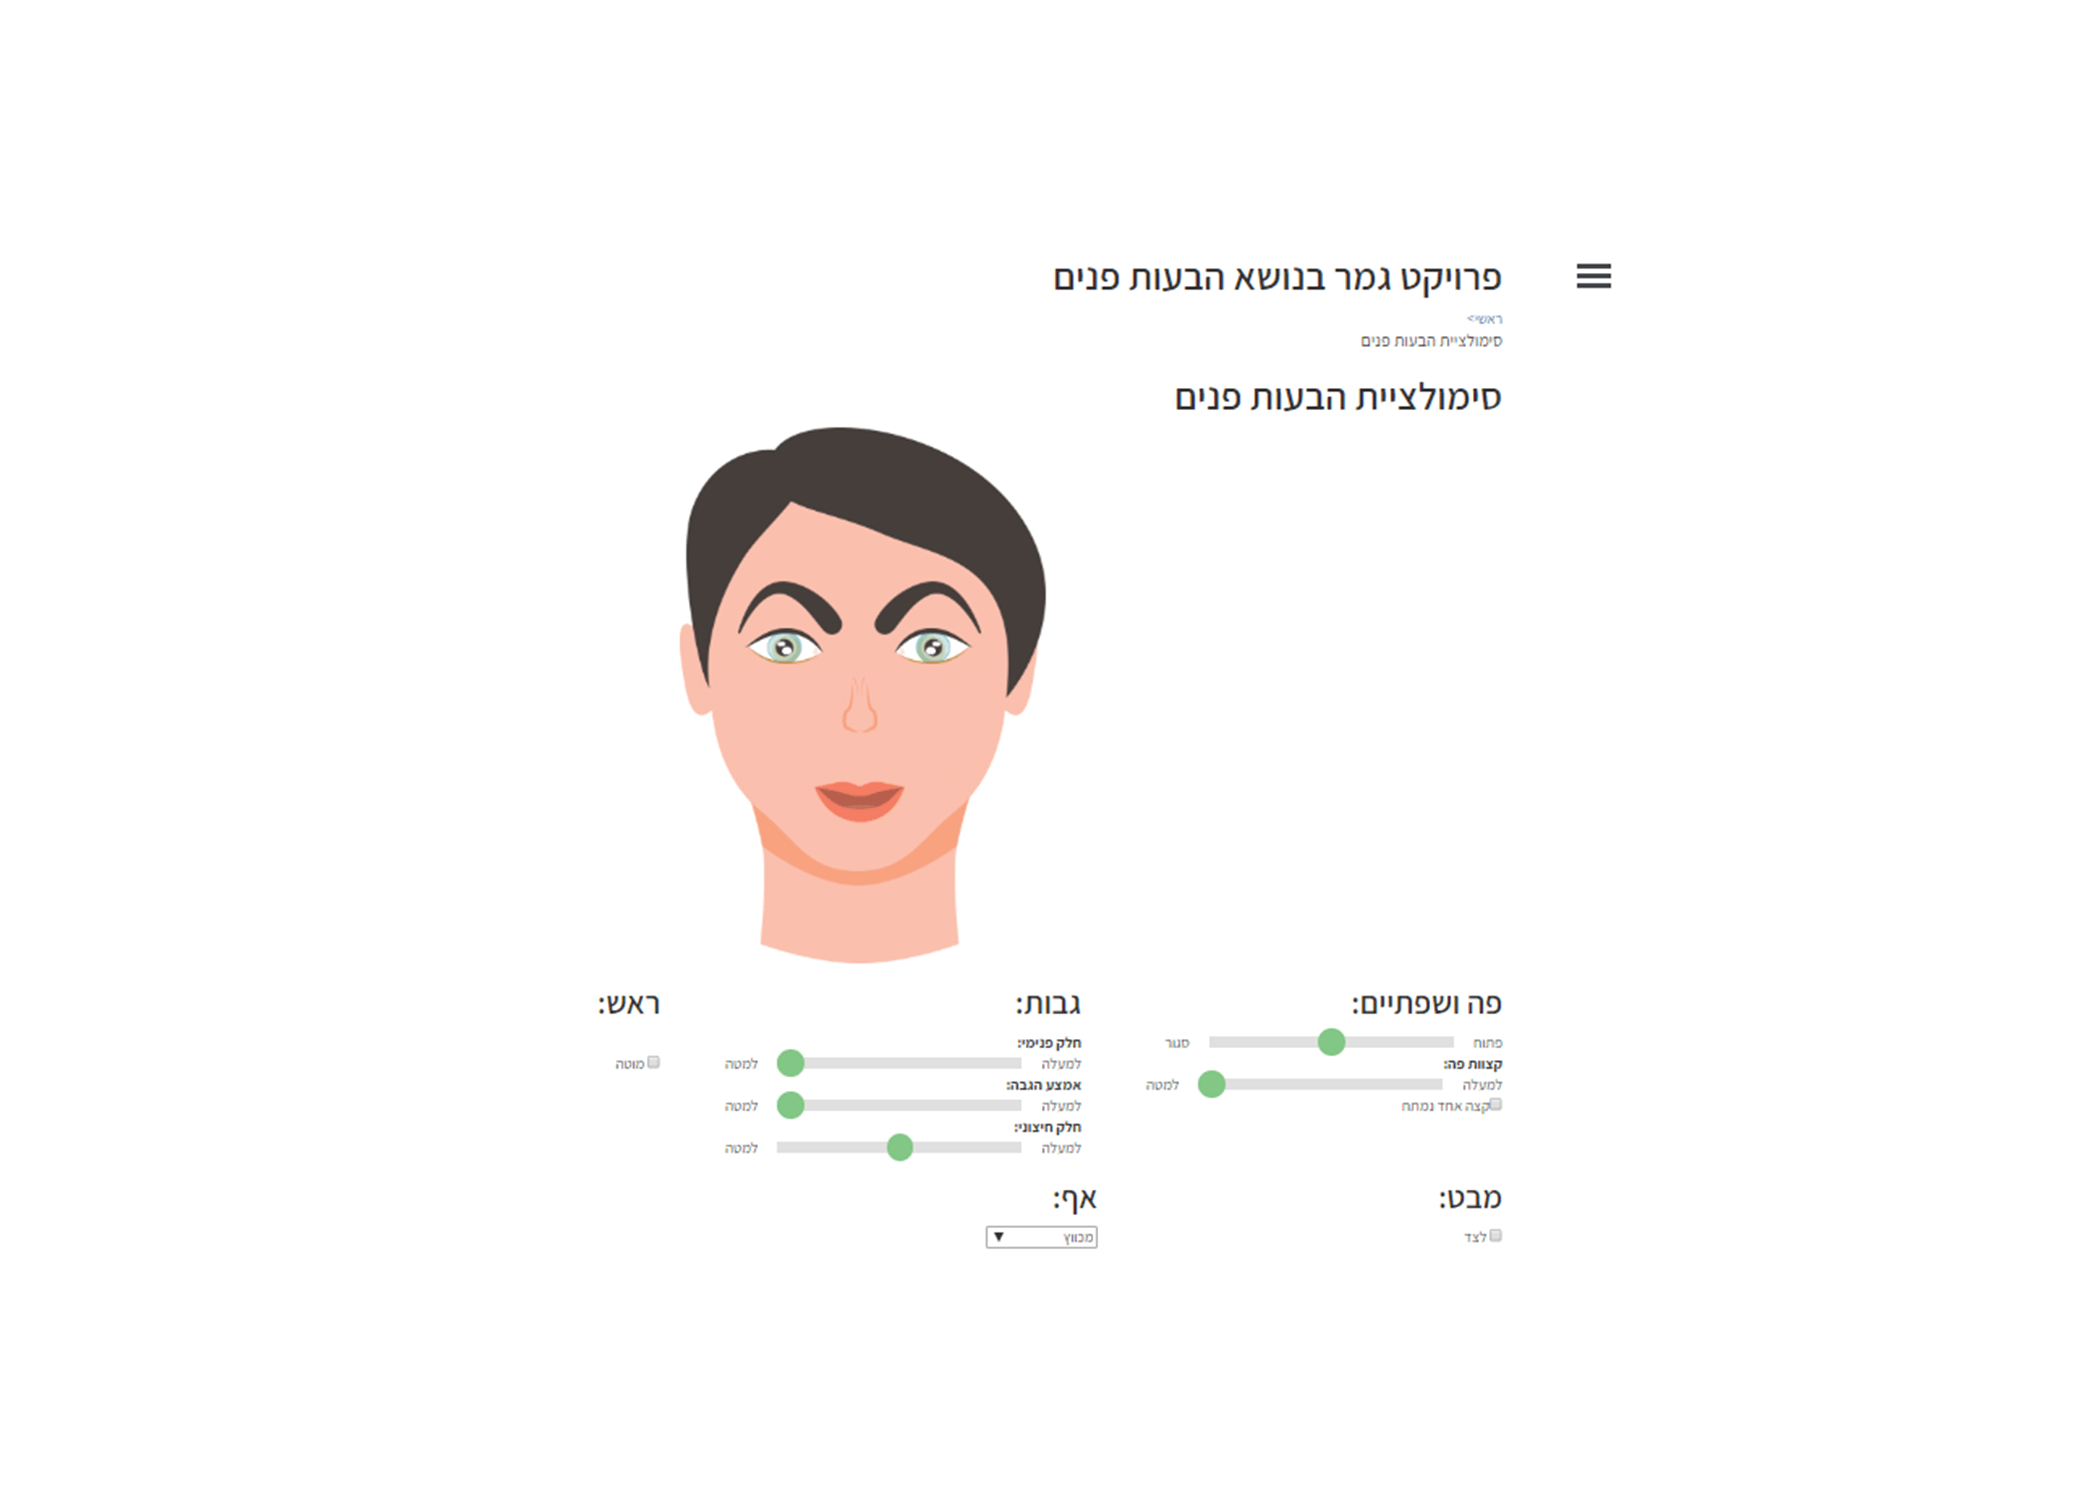 פרויקט גמר בנושא הבעות פנים
ראשי>
סימולציית הבעות פנים
סימולציית הבעות פנים
פה ושפתיים:
פתוח סגור
קצוות פה:
למעלה למטה
קצה אחד נמתח
גבות:
חלק פנימי:
למעלה למטה
אמצע הגבה:
למעלה למטה
חלק חיצוני:
למעלה למטה
ראש:
מוטה
מבט:
לצד
אף:
מכווץ